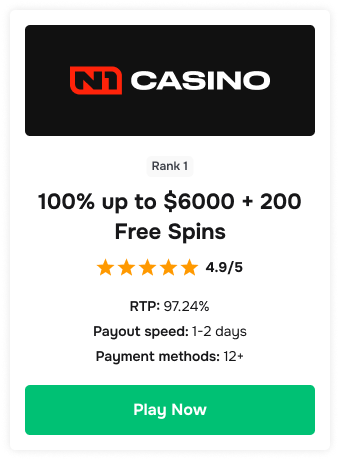 N1 CASINO
Rank 1
100% up to $6000 + 200
Free Spins
4.9/5
RTP: 97.24%
Payout speed: 1-2 days
Payment methods: 12+
Play Now